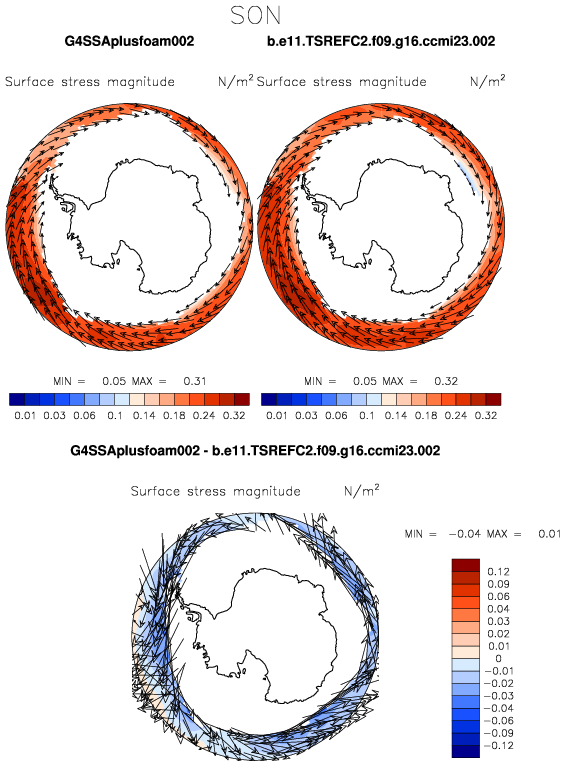 SON
G4SSAplusfoam002 b.e11.TSREFC2.f09.g16.ccmi23.002
Surface stress magnitude N/m² Surface stress magnitude N/m²
MIN = 0.05 MAX = 0.31 MIN = 0.05 MAX = 0.32
0.01 0.03 0.06 0.1 0.14 0.18 0.24 0.32 0.01 0.03 0.06 0.1 0.14 0.18 0.24 0.32
G4SSAplusfoam002 - b.e11.TSREFC2.f09.g16.ccmi23.002
Surface stress magnitude N/m²
MIN = -0.04 MAX = 0.01
0.12
0.09
0.06
0.04
0.03
0.02
0.01
0
-0.01
-0.02
-0.03
-0.04
-0.06
-0.09
-0.12